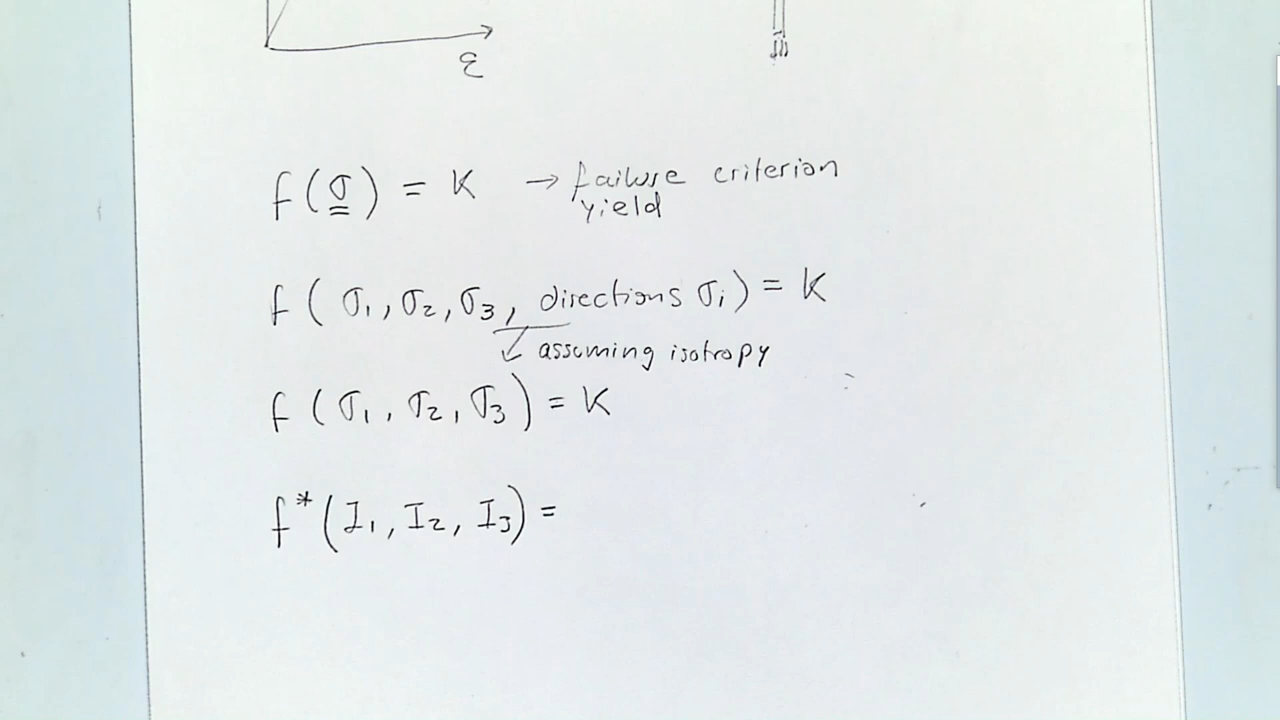 ε
f(σ) = K → failure criterion
yield
f ( σ₁, σ₂, σ₃, directions σᵢ) = K
assuming isotropy
f ( σ₁, σ₂, σ₃) = K
f*(I₁, I₂, I₃) =